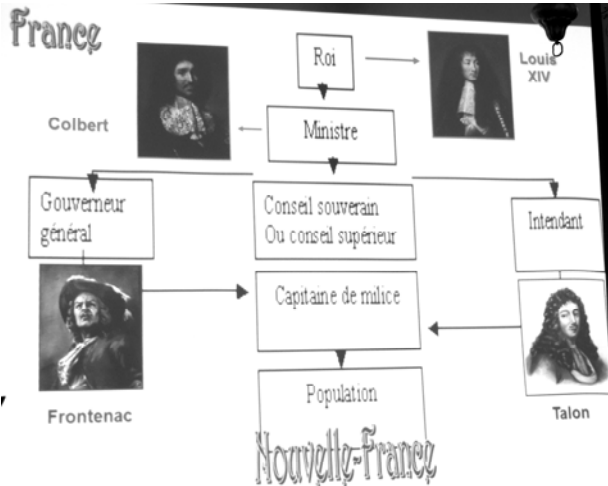 France
Roi
Louis
XIV
Colbert
Ministre
Gouverneur
général
Conseil souverain
Ou conseil supérieur
Intendant
Capitaine de milice
Population
Frontenac
Talon
Nouvelle-France